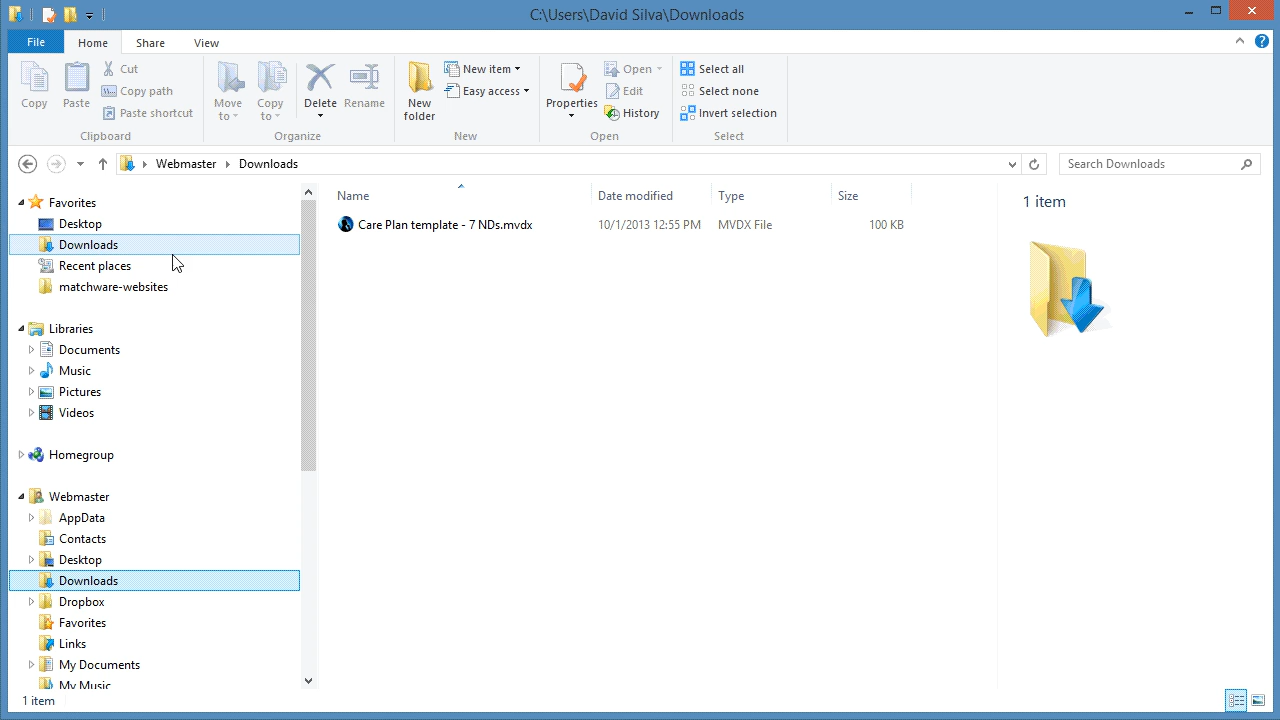 C:\Users\David Silva\Downloads
File Home Share View
Copy Paste Cut Copy path Paste shortcut
Clipboard
Move to Copy to Delete Rename
Organize
New folder New item Easy access
New
Properties Open Edit History
Open
Select all Select none Invert selection
Select
Webmaster Downloads
Search Downloads
Favorites
Desktop
Downloads
Recent places
matchware-websites
Libraries
Documents
Music
Pictures
Videos
Homegroup
Webmaster
AppData
Contacts
Desktop
Downloads
Dropbox
Favorites
Links
My Documents
My Music
Name Date modified Type Size
Care Plan template - 7 NDs.mvdx 10/1/2013 12:55 PM MVDX File 100 KB
1 item
1 item